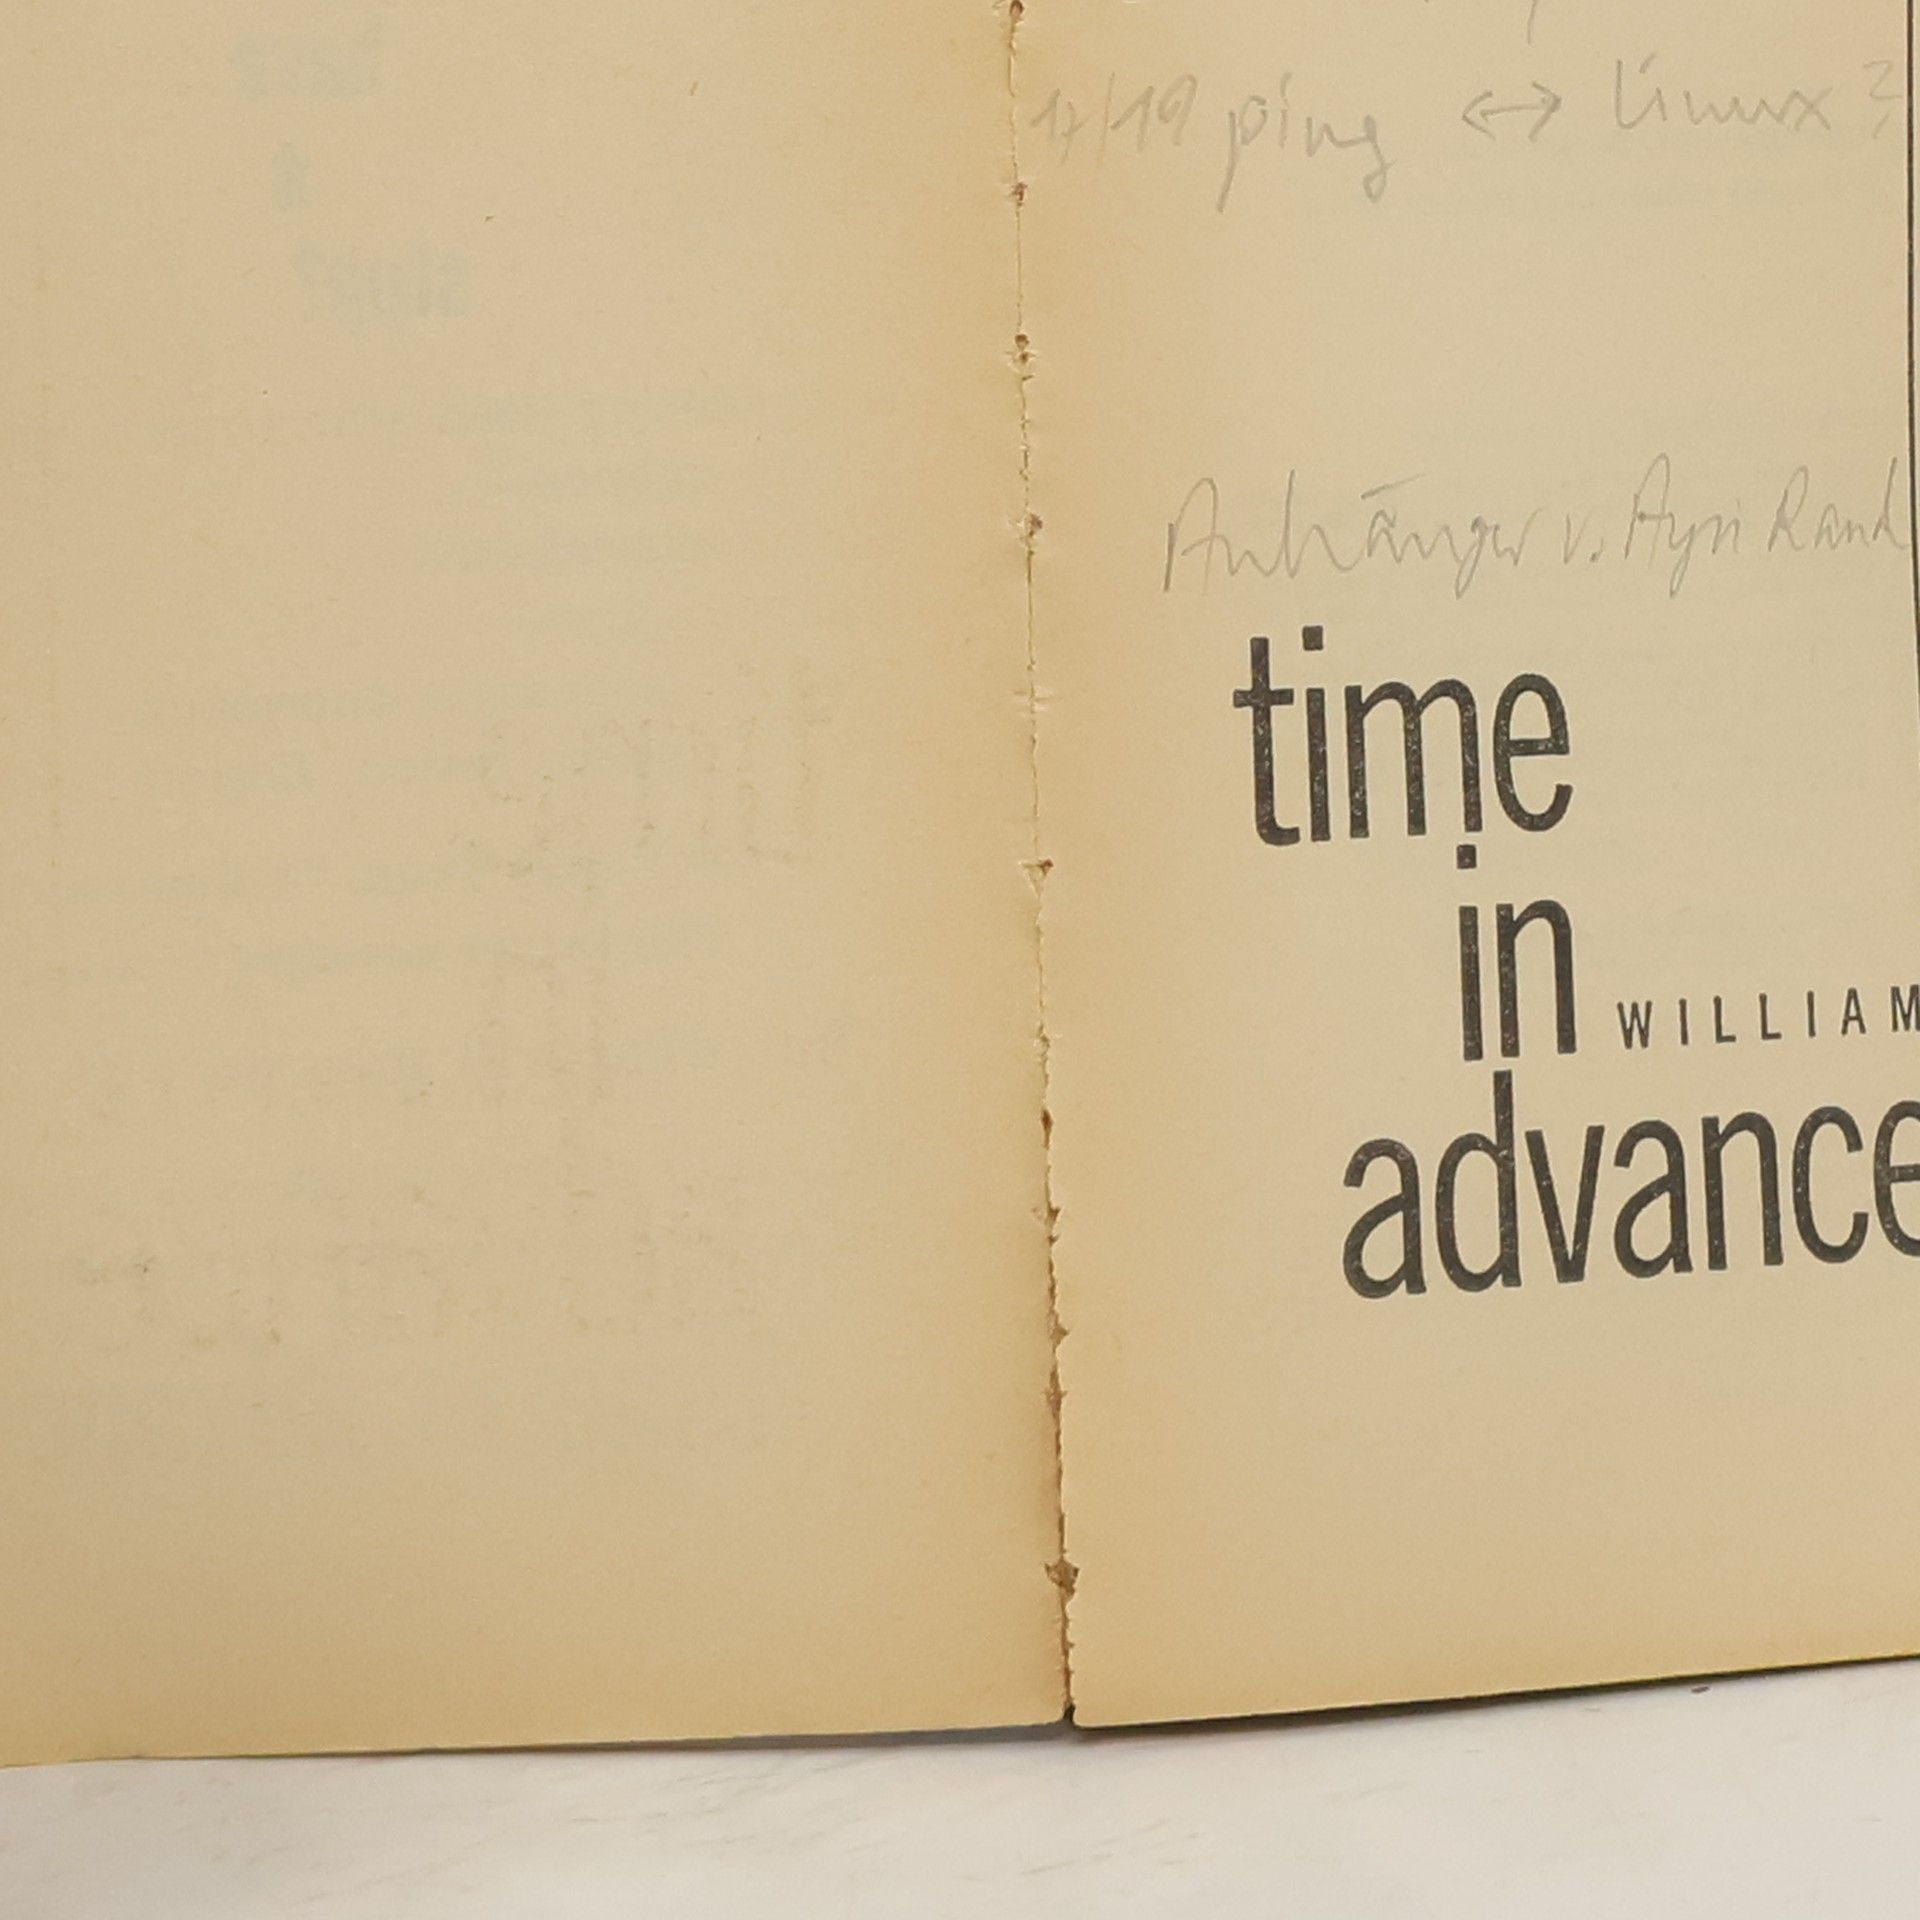 17/19 ping ↔ Linux?
Anhänger v. Ayn Rand
time
in
WILLIAM
advance